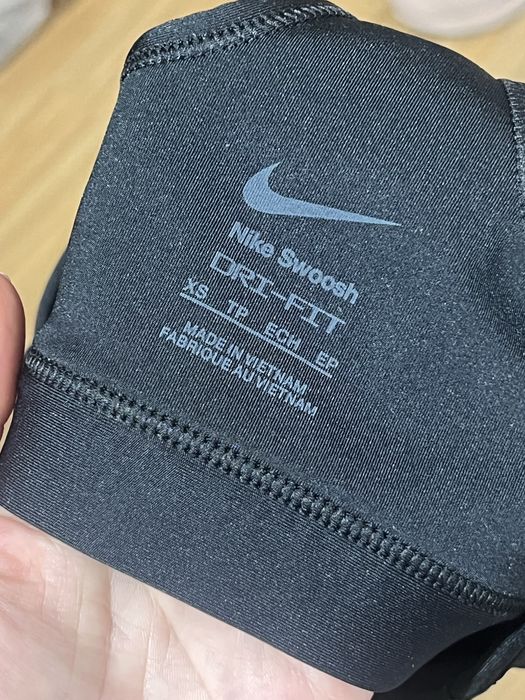 Nike Swoosh
DRI-FIT
XS TP ECH EP
MADE IN VIETNAM
FABRIQUE AU VIETNAM